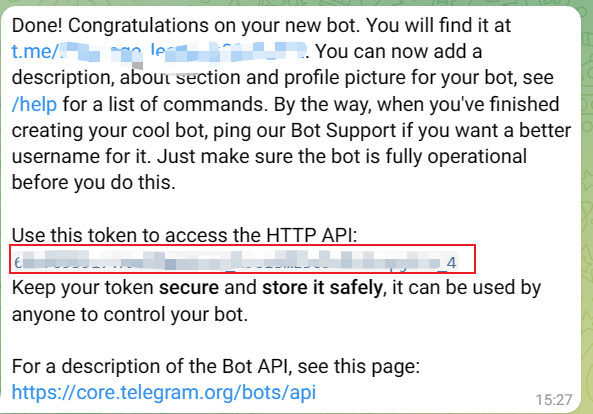 Done! Congratulations on your new bot. You will find it at
t.me/ . You can now add a
description, about section and profile picture for your bot, see
/help for a list of commands. By the way, when you've finished
creating your cool bot, ping our Bot Support if you want a better
username for it. Just make sure the bot is fully operational
before you do this.
Use this token to access the HTTP API:
Keep your token secure and store it safely, it can be used by
anyone to control your bot.
For a description of the Bot API, see this page:
https://core.telegram.org/bots/api
15:27